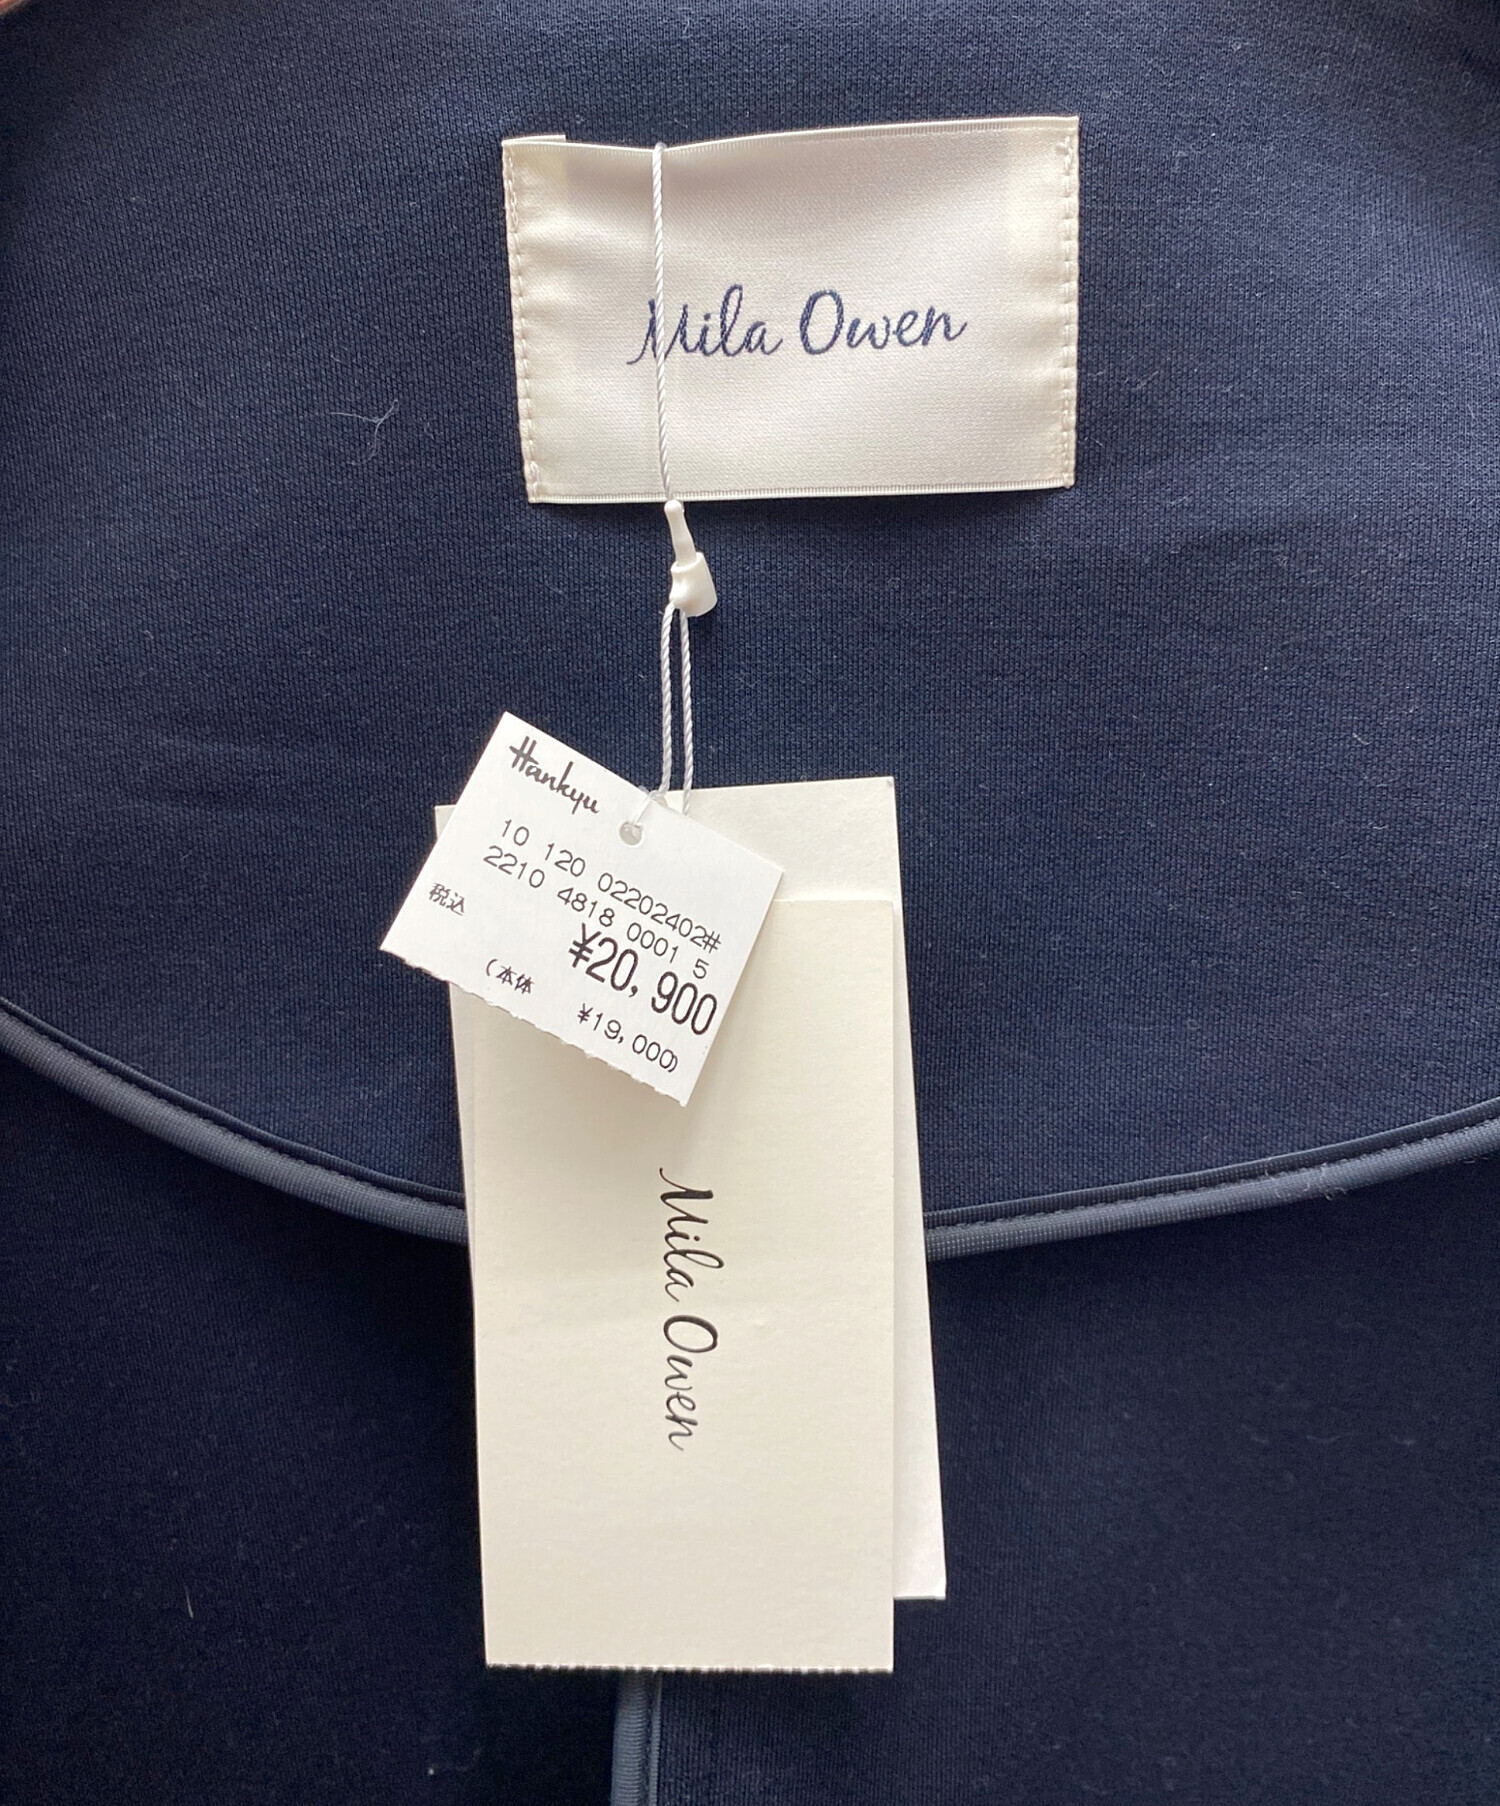 Mila Owen
Hankyu
10 120 02202402#
2210 4818 0001 5
税込 ¥20,900
(本体 ¥19,000)
Mila Owen